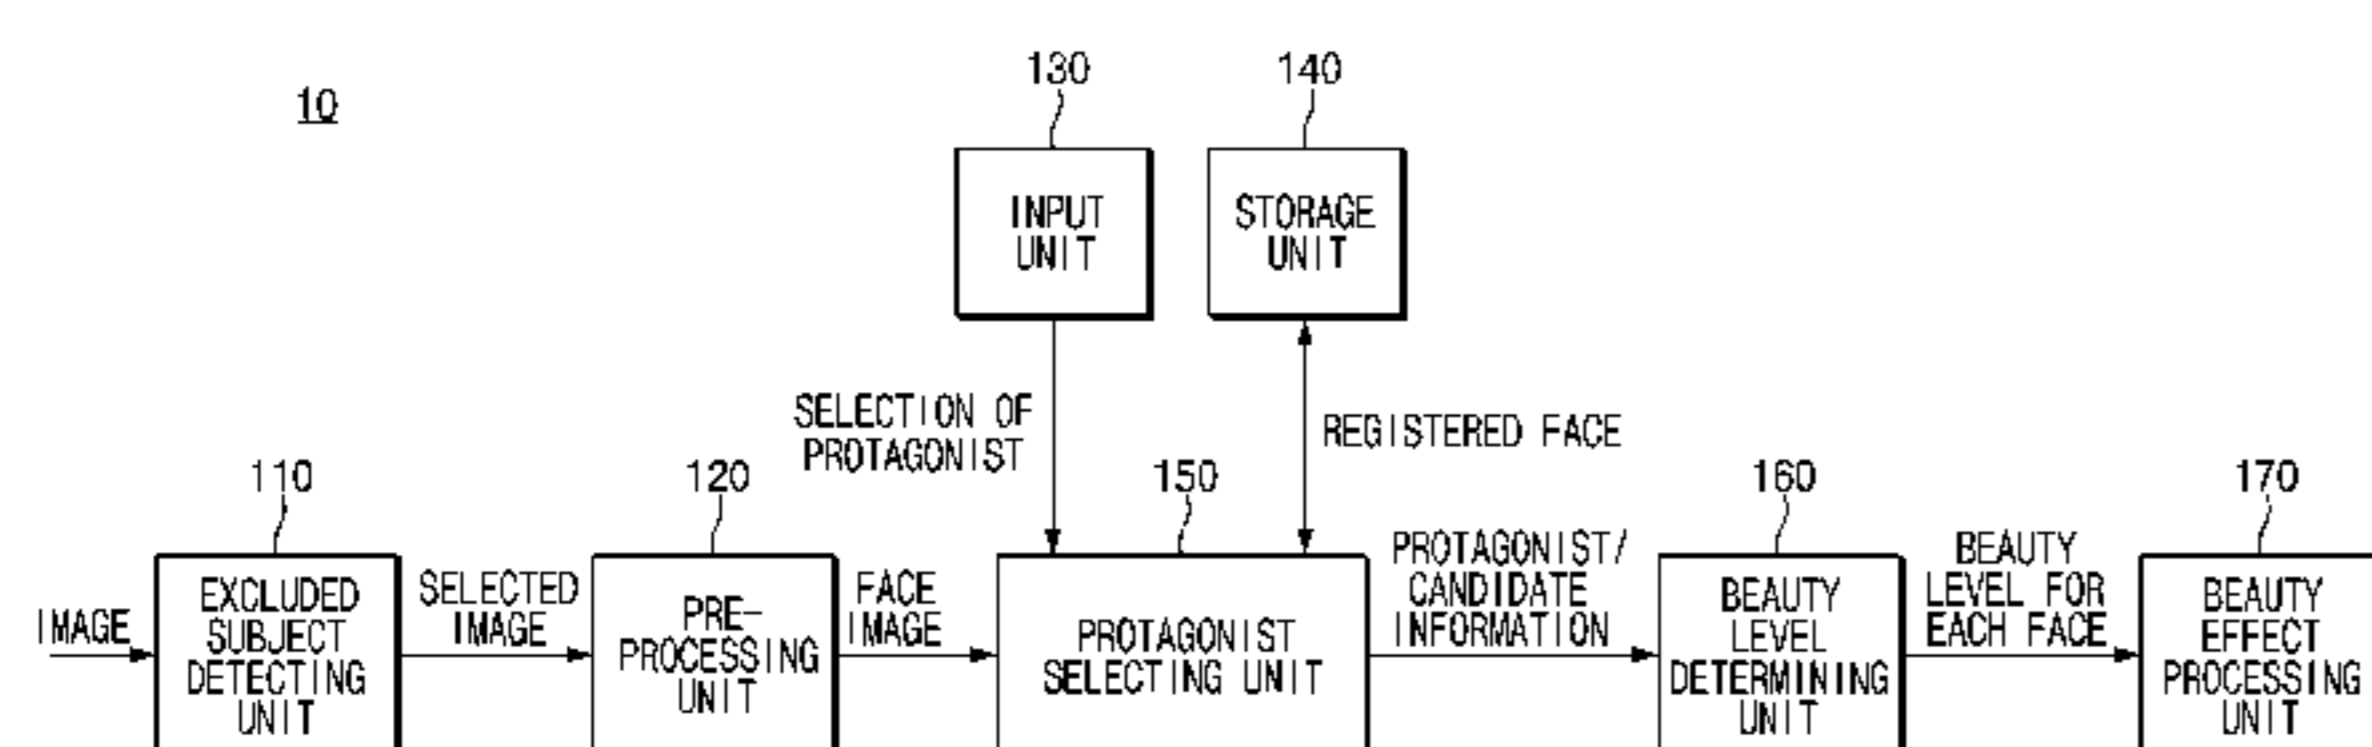 10
130
140
INPUT
UNIT
STORAGE
UNIT
SELECTION OF
PROTAGONIST
REGISTERED FACE
110
120
150
160
170
IMAGE
EXCLUDED
SUBJECT
DETECTING
UNIT
SELECTED
IMAGE
PRE-
PROCESSING
UNIT
FACE
IMAGE
PROTAGONIST
SELECTING UNIT
PROTAGONIST/
CANDIDATE
INFORMATION
BEAUTY
LEVEL
DETERMINING
UNIT
BEAUTY
LEVEL FOR
EACH FACE
BEAUTY
EFFECT
PROCESSING
UNIT